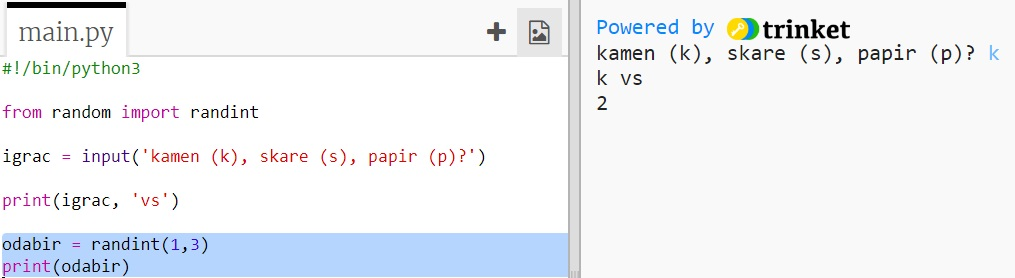 main.py
#!/bin/python3
from random import randint
igrac = input('kamen (k), skare (s), papir (p)?')
print(igrac, 'vs')
odabir = randint(1,3)
print(odabir)
Powered by trinket
kamen (k), skare (s), papir (p)? k
k vs
2